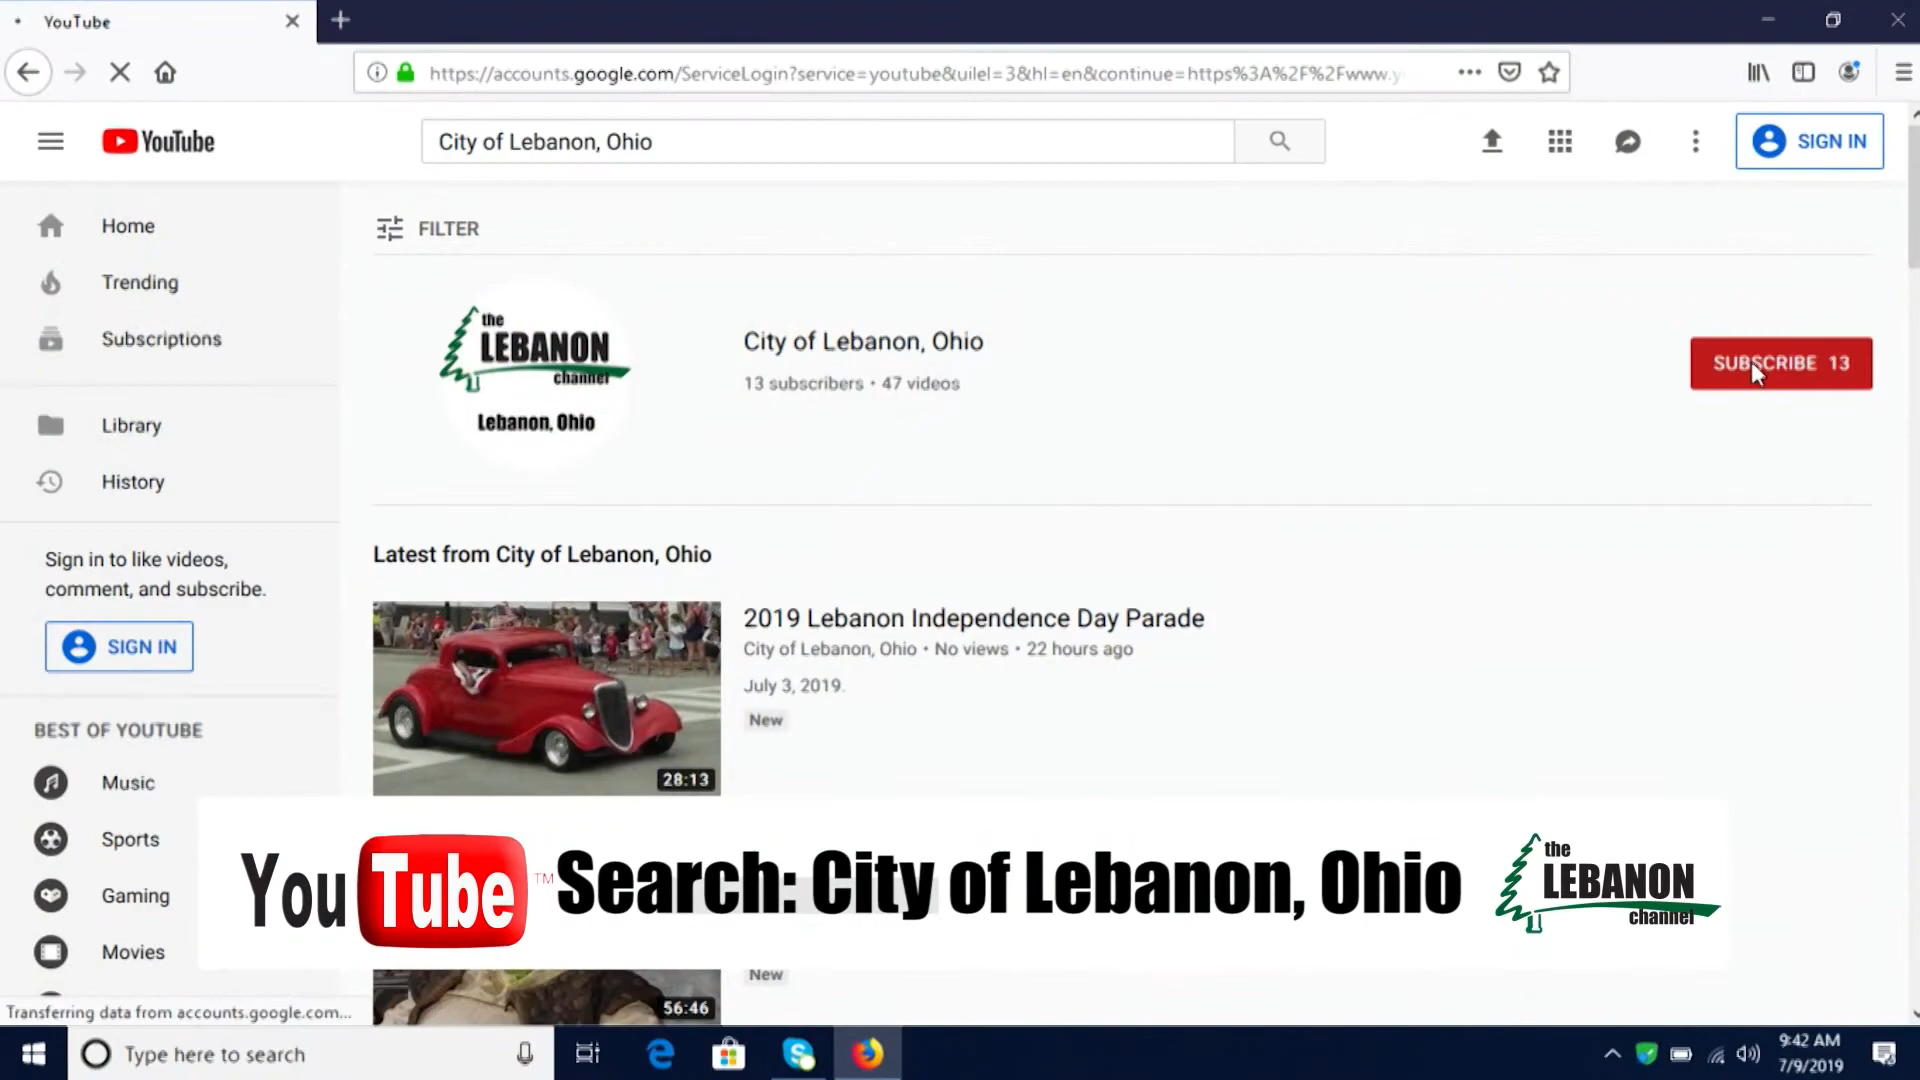 YouTube
https://accounts.google.com/ServiceLogin?service=youtube&uilel=3&hl=en&continue=https%3A%2F%2Fwww.y
YouTube
City of Lebanon, Ohio
SIGN IN
Home
Trending
Subscriptions
Library
History
Sign in to like videos,
comment, and subscribe.
SIGN IN
BEST OF YOUTUBE
Music
Sports
Gaming
Movies
FILTER
the
LEBANON
channel
Lebanon, Ohio
City of Lebanon, Ohio
13 subscribers • 47 videos
SUBSCRIBE 13
Latest from City of Lebanon, Ohio
28:13
2019 Lebanon Independence Day Parade
City of Lebanon, Ohio • No views • 22 hours ago
July 3, 2019.
New
YouTube™ Search: City of Lebanon, Ohio
the
LEBANON
channel
New
56:46
Transferring data from accounts.google.com...
Type here to search
9:42 AM
7/9/2019